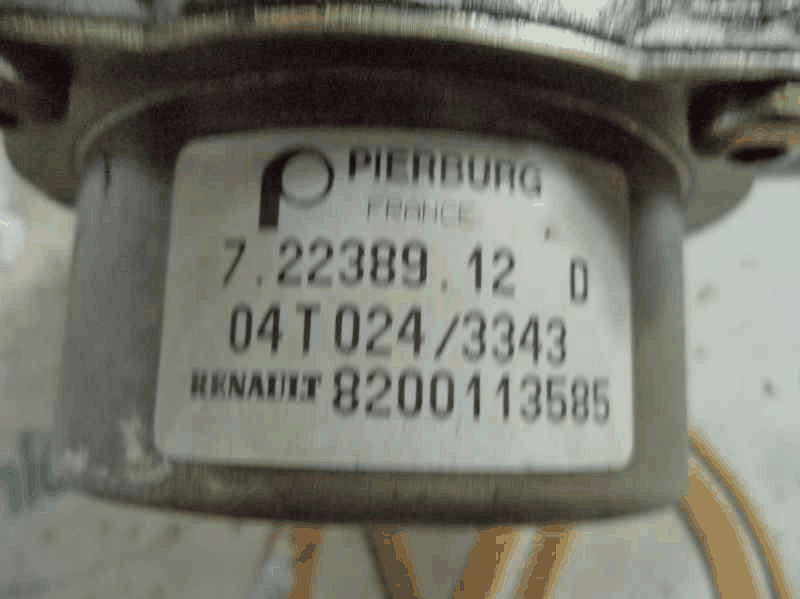 PIERBURG
FRANCE
7.22389.12 D
04T024/3343
RENAULT 8200113585